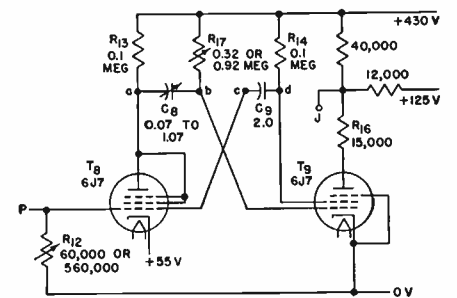 +430 V
R13
0.1
MEG
R17
0.32 OR
0.92 MEG
R14
0.1
MEG
40,000
12,000
+125 V
a
b
c
d
C8
0.07 TO
1.07
C9
2.0
J
R16
15,000
T8
6J7
T9
6J7
P
R12
60,000 OR
560,000
+55 V
0 V